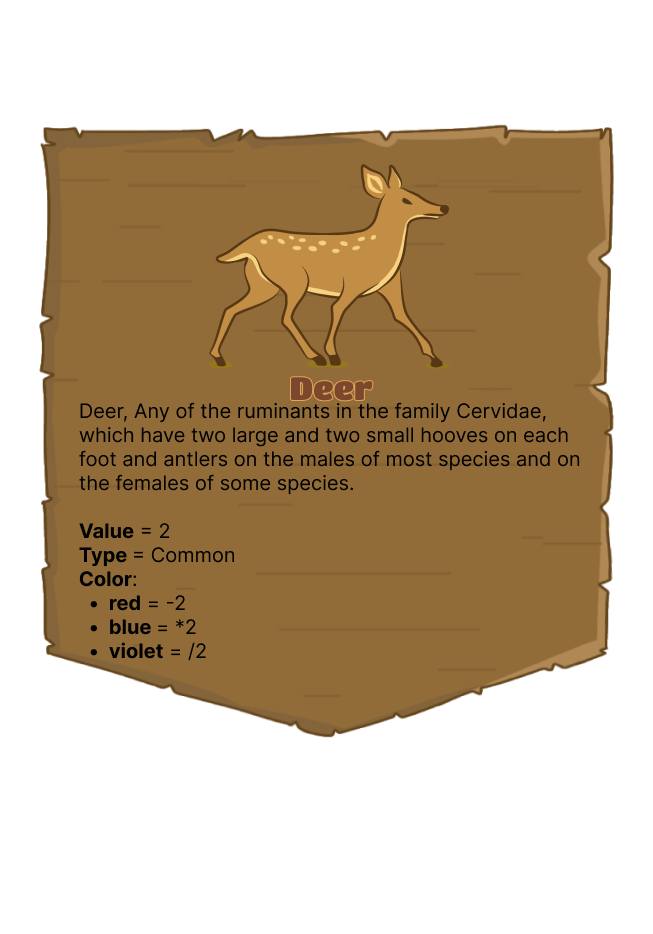 Deer
Deer, Any of the ruminants in the family Cervidae,
which have two large and two small hooves on each
foot and antlers on the males of most species and on
the females of some species.
Value = 2
Type = Common
Color:
• red = -2
• blue = *2
• violet = /2